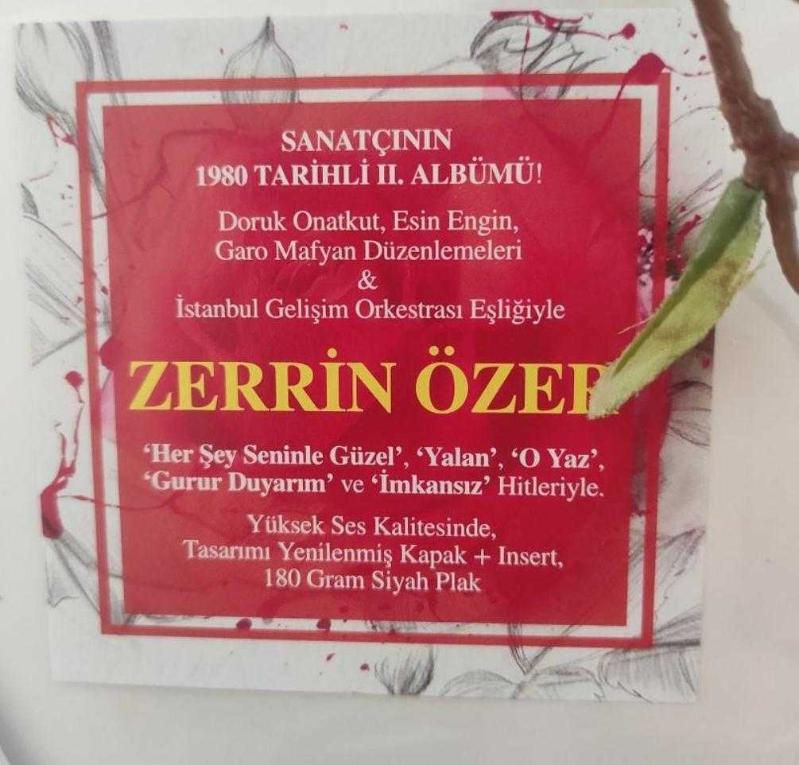 SANATÇININ
1980 TARİHLİ II. ALBÜMÜ!
Doruk Onatkut, Esin Engin,
Garo Mafyan Düzenlemeleri
&
İstanbul Gelişim Orkestrası Eşliğiyle
ZERRİN ÖZER
'Her Şey Seninle Güzel', 'Yalan', 'O Yaz',
'Gurur Duyarım' ve 'İmkansız' Hitleriyle.
Yüksek Ses Kalitesinde,
Tasarımı Yenilenmiş Kapak + Insert,
180 Gram Siyah Plak